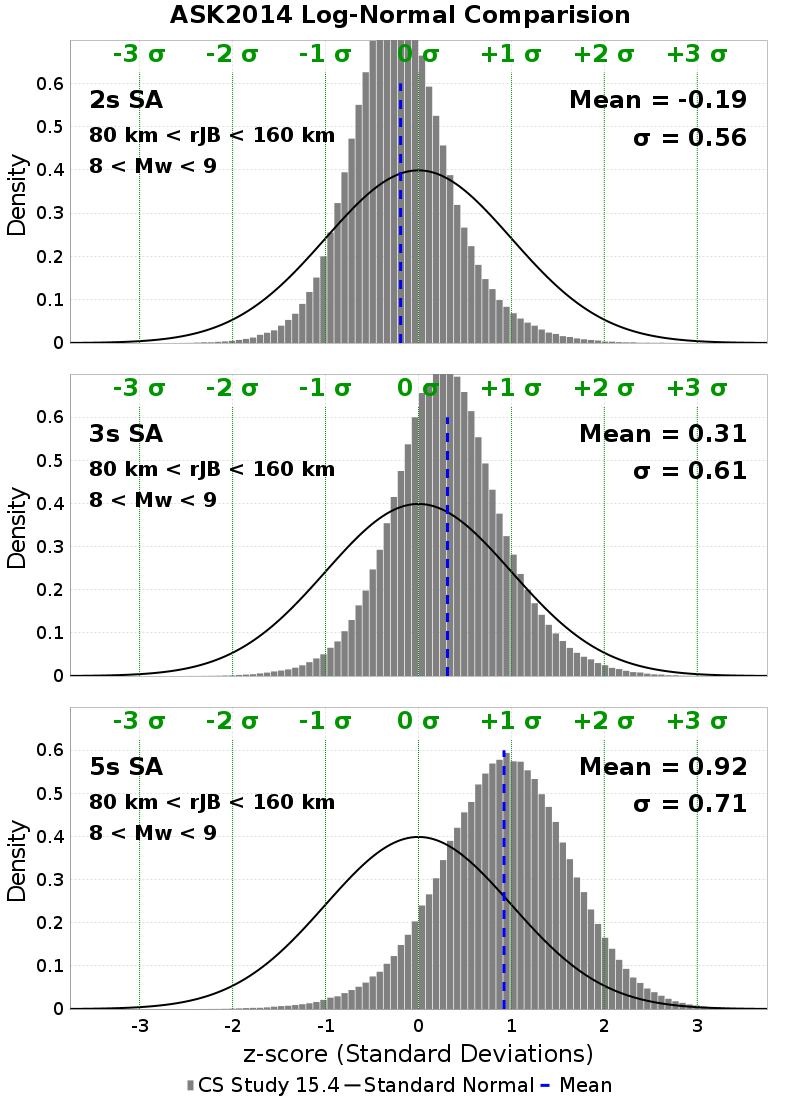 ASK2014 Log-Normal Comparision
-3 σ -2 σ -1 σ 0 σ +1 σ +2 σ +3 σ
0.6
2s SA Mean = -0.19
0.5
80 km < rJB < 160 km σ = 0.56
8 < Mw < 9
0.4
0.3
0.2
0.1
0
Density
-3 σ -2 σ -1 σ 0 σ +1 σ +2 σ +3 σ
0.6
3s SA Mean = 0.31
0.5
80 km < rJB < 160 km σ = 0.61
8 < Mw < 9
0.4
0.3
0.2
0.1
0
Density
-3 σ -2 σ -1 σ 0 σ +1 σ +2 σ +3 σ
0.6
5s SA Mean = 0.92
0.5
80 km < rJB < 160 km σ = 0.71
8 < Mw < 9
0.4
0.3
0.2
0.1
0
Density
-3 -2 -1 0 1 2 3
z-score (Standard Deviations)
CS Study 15.4 Standard Normal Mean